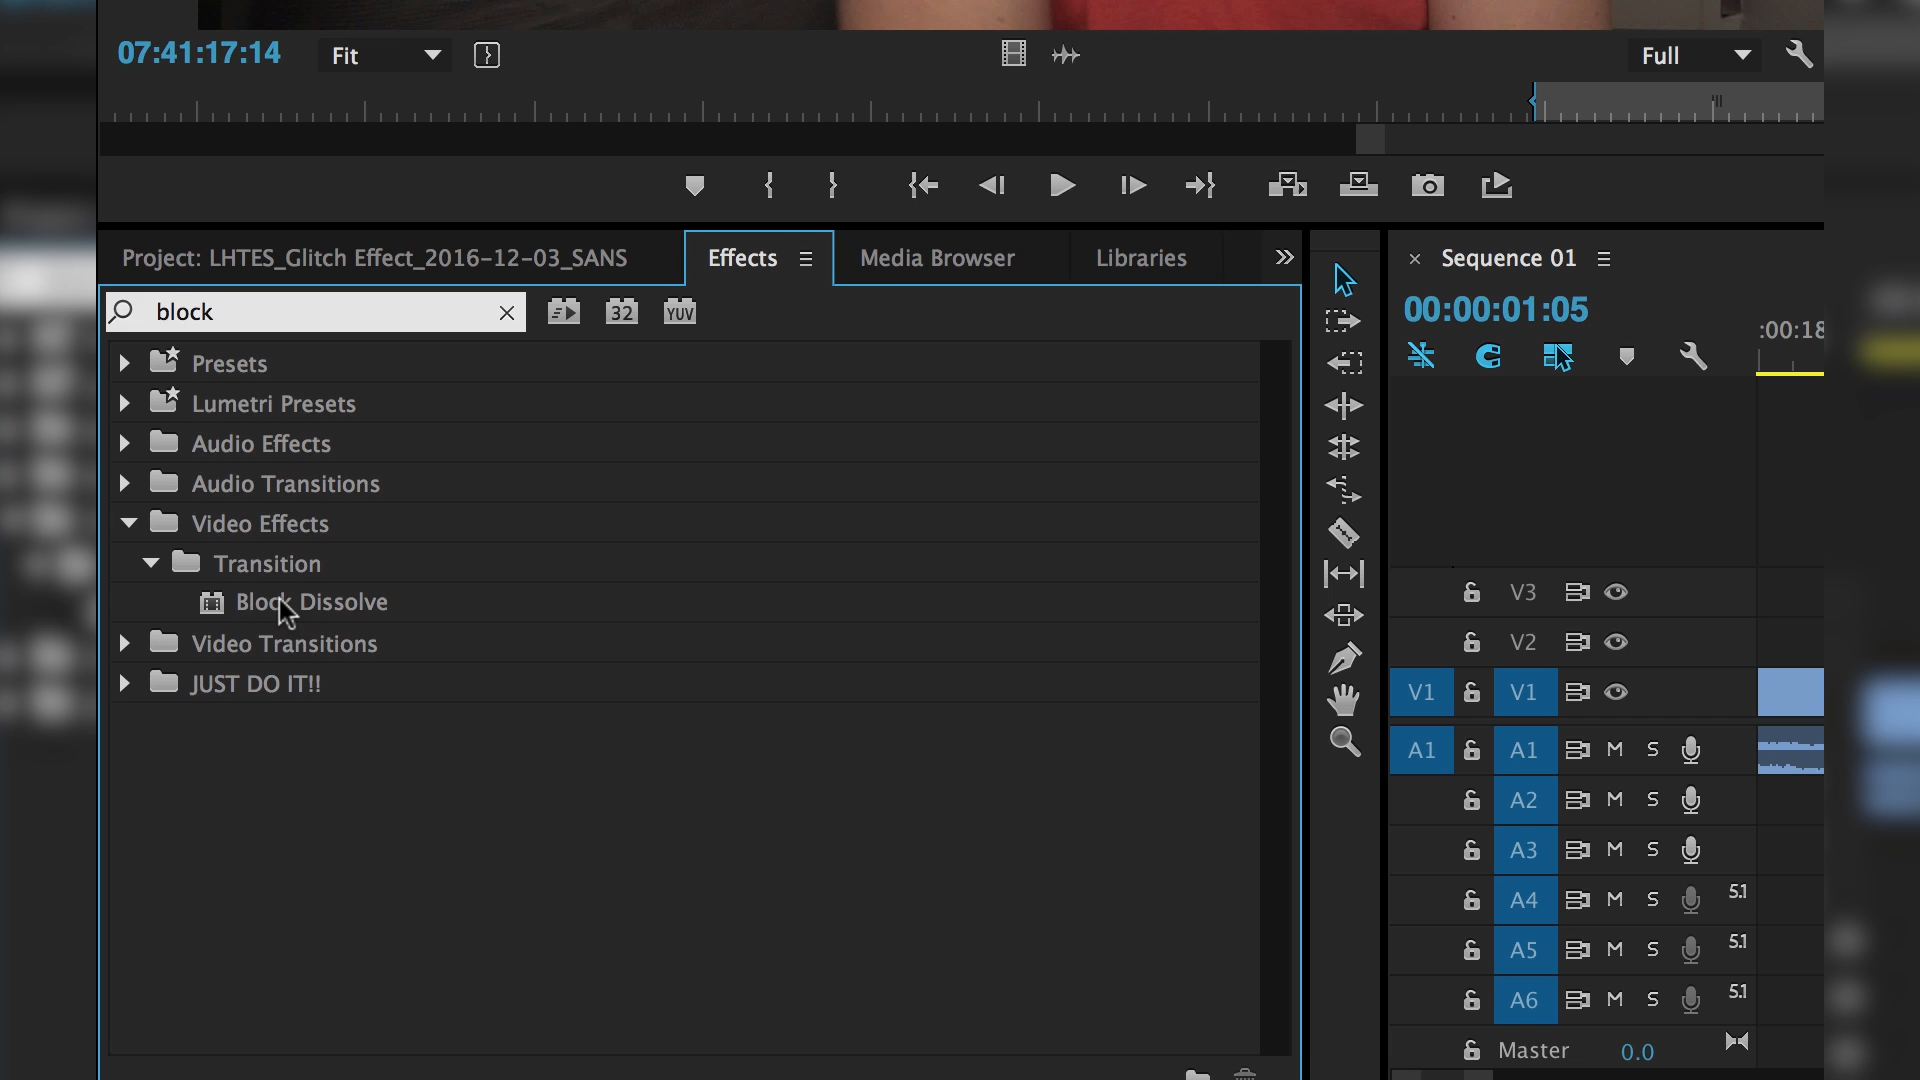 07:41:17:14 Fit Full
Project: LHTES_Glitch Effect_2016-12-03_SANS Effects Media Browser Libraries
block 32 YUV
Presets
Lumetri Presets
Audio Effects
Audio Transitions
Video Effects
Transition
Block Dissolve
Video Transitions
JUST DO IT!!
Sequence 01
00:00:01:05
:00:18
V3
V2
V1 V1
A1 A1 M S
A2 M S
A3 M S
A4 M S 5.1
A5 M S 5.1
A6 M S 5.1
Master 0.0